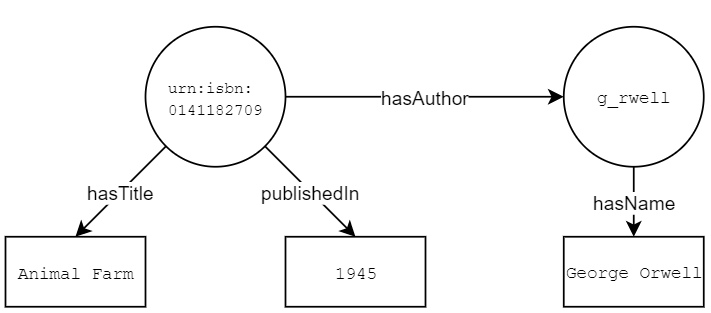 urn:isbn:
0141182709
hasAuthor
g_rwell
hasTitle
publishedIn
hasName
Animal Farm
1945
George Orwell